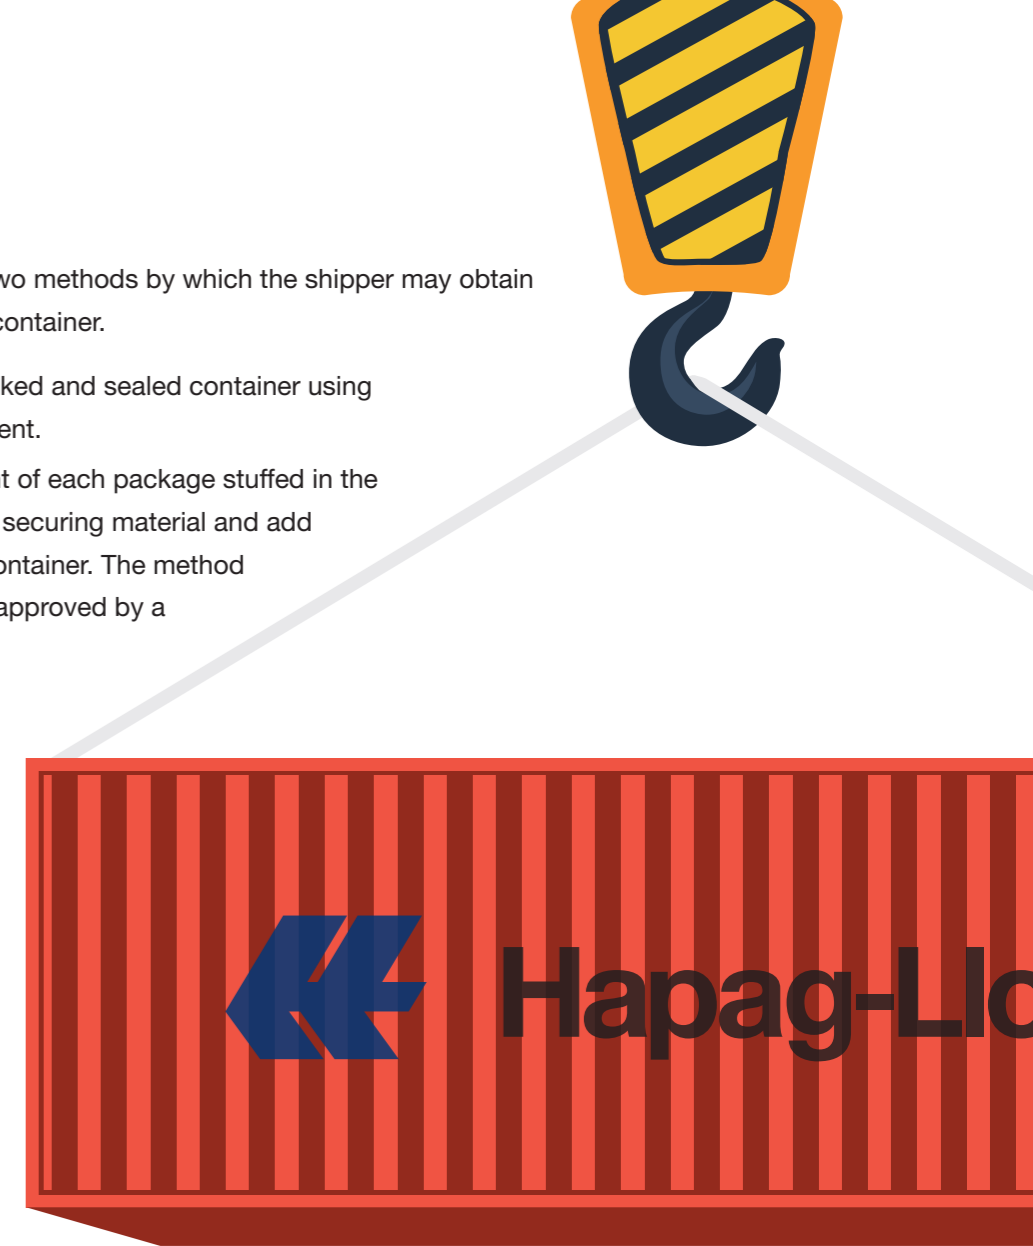 wo methods by which the shipper may obtain
container.
ked and sealed container using
ent.
t of each package stuffed in the
securing material and add
ontainer. The method
approved by a
Hapag-Llo